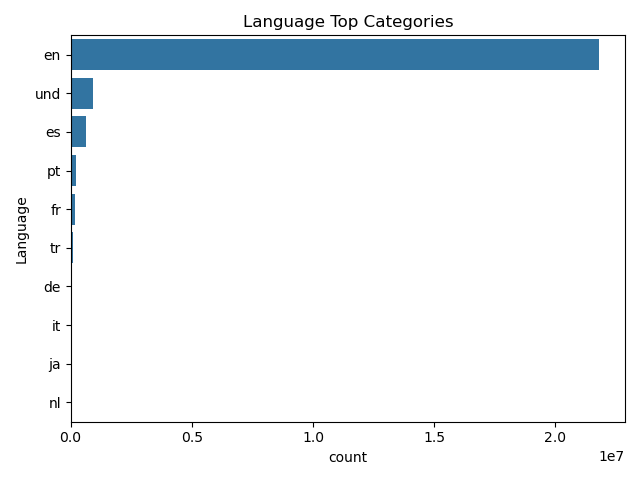 Language Top Categories
en
und
es
pt
fr
tr
de
it
ja
nl
Language
0.0 0.5 1.0 1.5 2.0
1e7
count